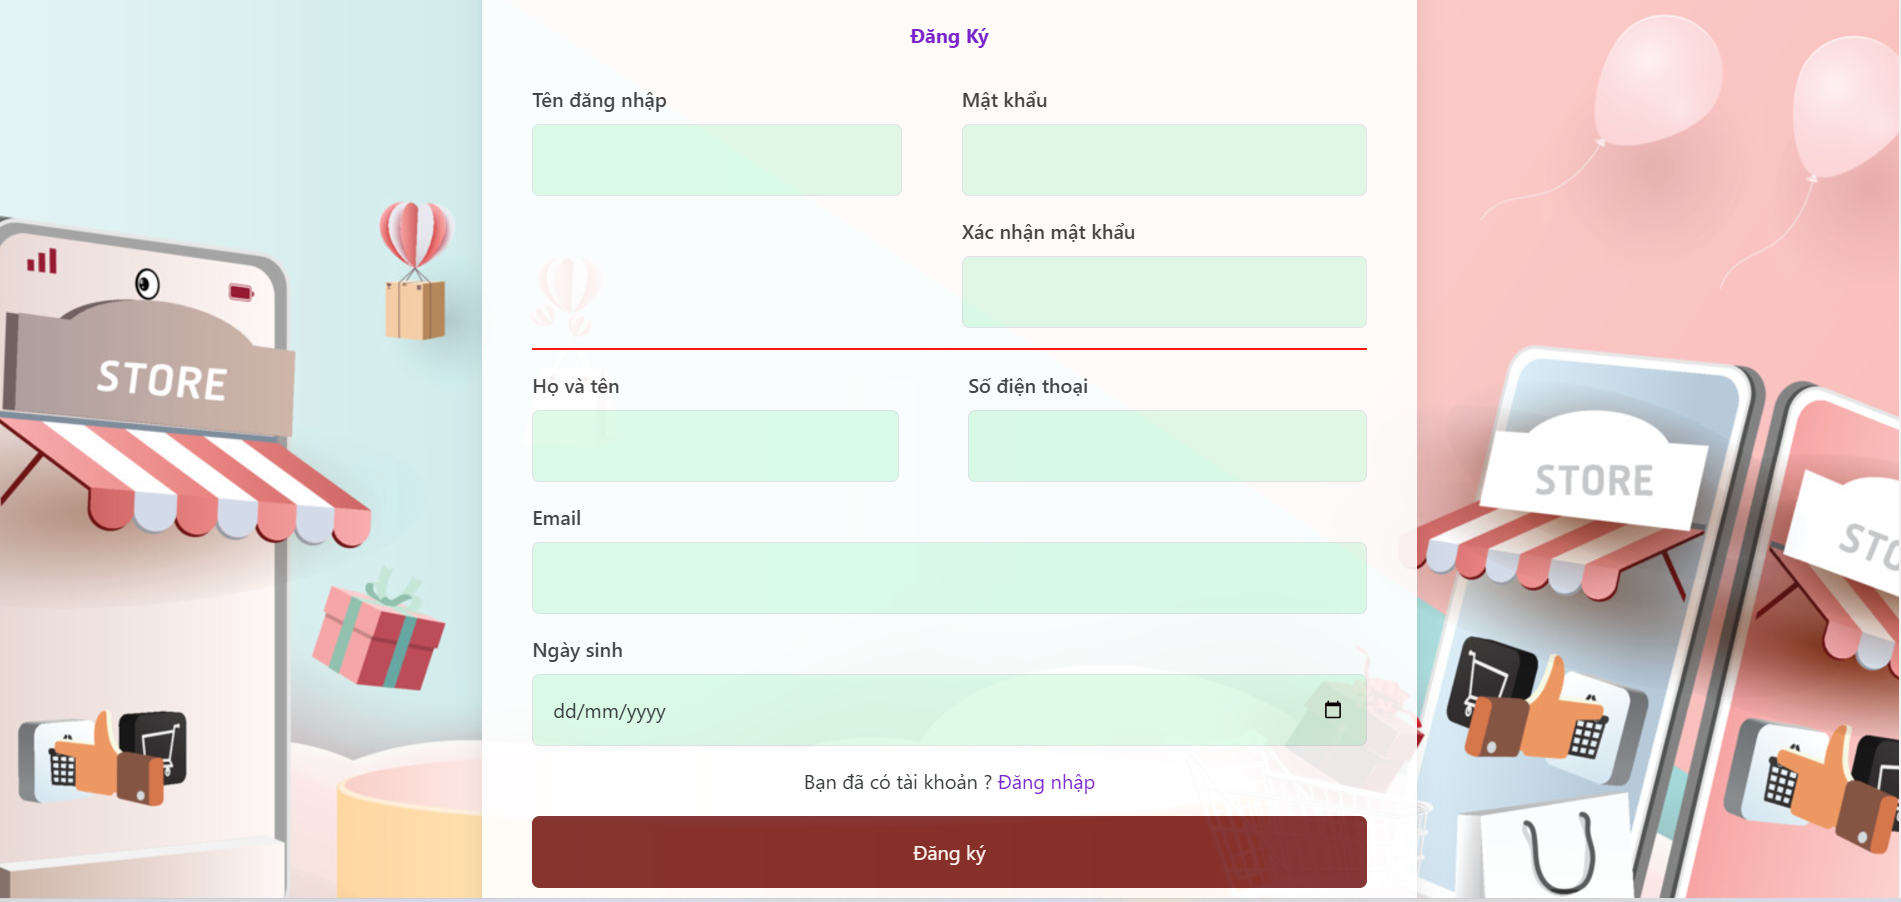 Đăng Ký
Tên đăng nhập
Mật khẩu
Xác nhận mật khẩu
Họ và tên
Số điện thoại
Email
Ngày sinh
dd/mm/yyyy
Bạn đã có tài khoản ? Đăng nhập
Đăng ký
STORE
STORE
STO